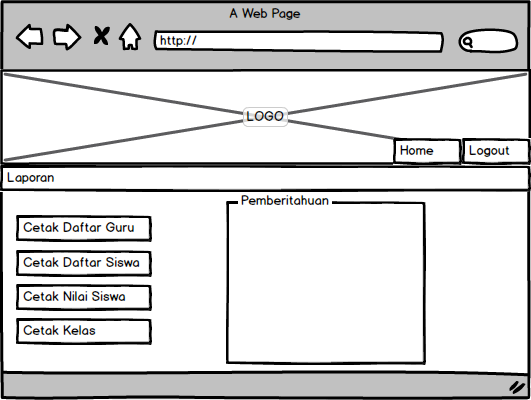 A Web Page
http://
LOGO
Home
Logout
Laporan
Pemberitahuan
Cetak Daftar Guru
Cetak Daftar Siswa
Cetak Nilai Siswa
Cetak Kelas